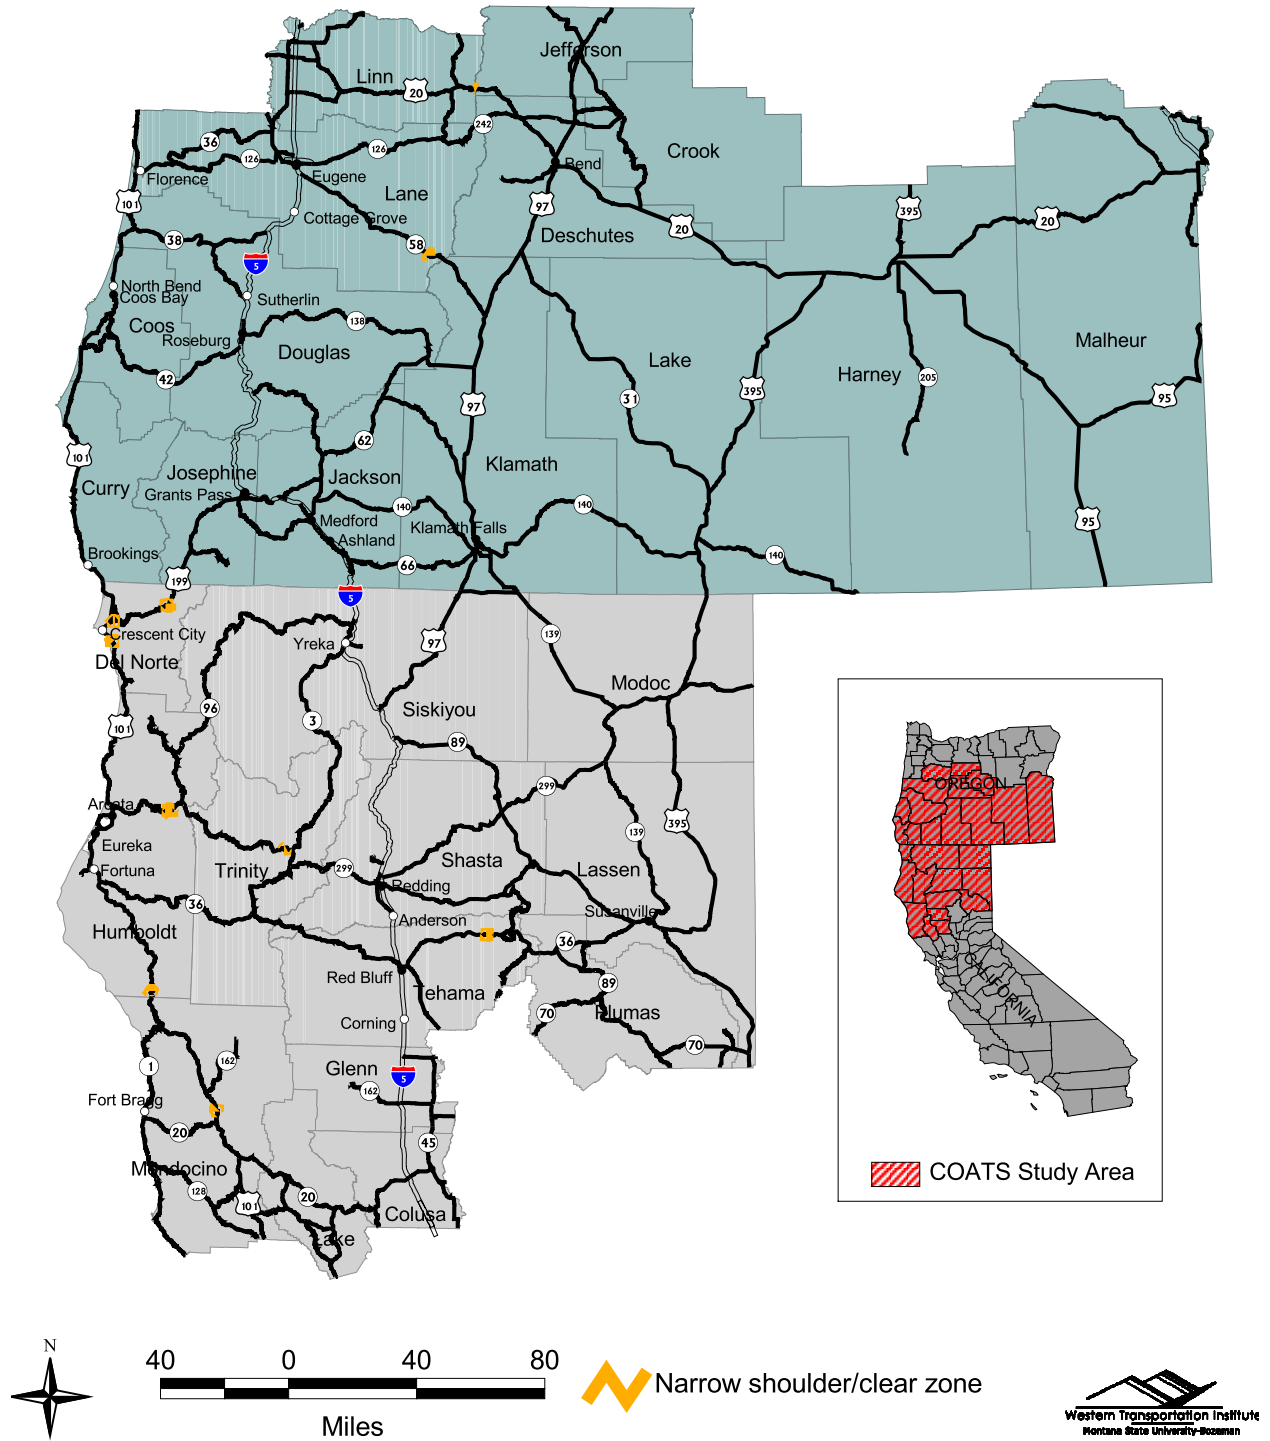 Jefferson
Linn
20
242
36
126
126
Crook
Bend
Eugene
Florence
Lane
101
97
395
20
Cottage Grove
20
38
58
Deschutes
5
North Bend
Coos Bay
Sutherlin
Coos
138
Roseburg
Douglas
Malheur
Lake
Harney
42
205
395
95
97
31
62
101
Josephine
Klamath
Jackson
Curry
Grants Pass
140
140
Medford
95
Klamath Falls
Ashland
Brookings
66
140
199
5
Crescent City
139
Yreka
97
Del Norte
Modoc
96
Siskiyou
3
101
89
299
Arcata
395
139
Eureka
Shasta
Fortuna
Trinity
299
Lassen
Redding
36
Susanville
Anderson
Humboldt
36
Red Bluff
89
Tehama
70
Plumas
Corning
70
1
162
Glenn
5
162
Fort Bragg
20
45
Mendocino
128
20
101
Colusa
Lake
OREGON
CALIFORNIA
COATS Study Area
N
40 0 40 80
Miles
Narrow shoulder/clear zone
Western Transportation Institute
Montana State University-Bozeman